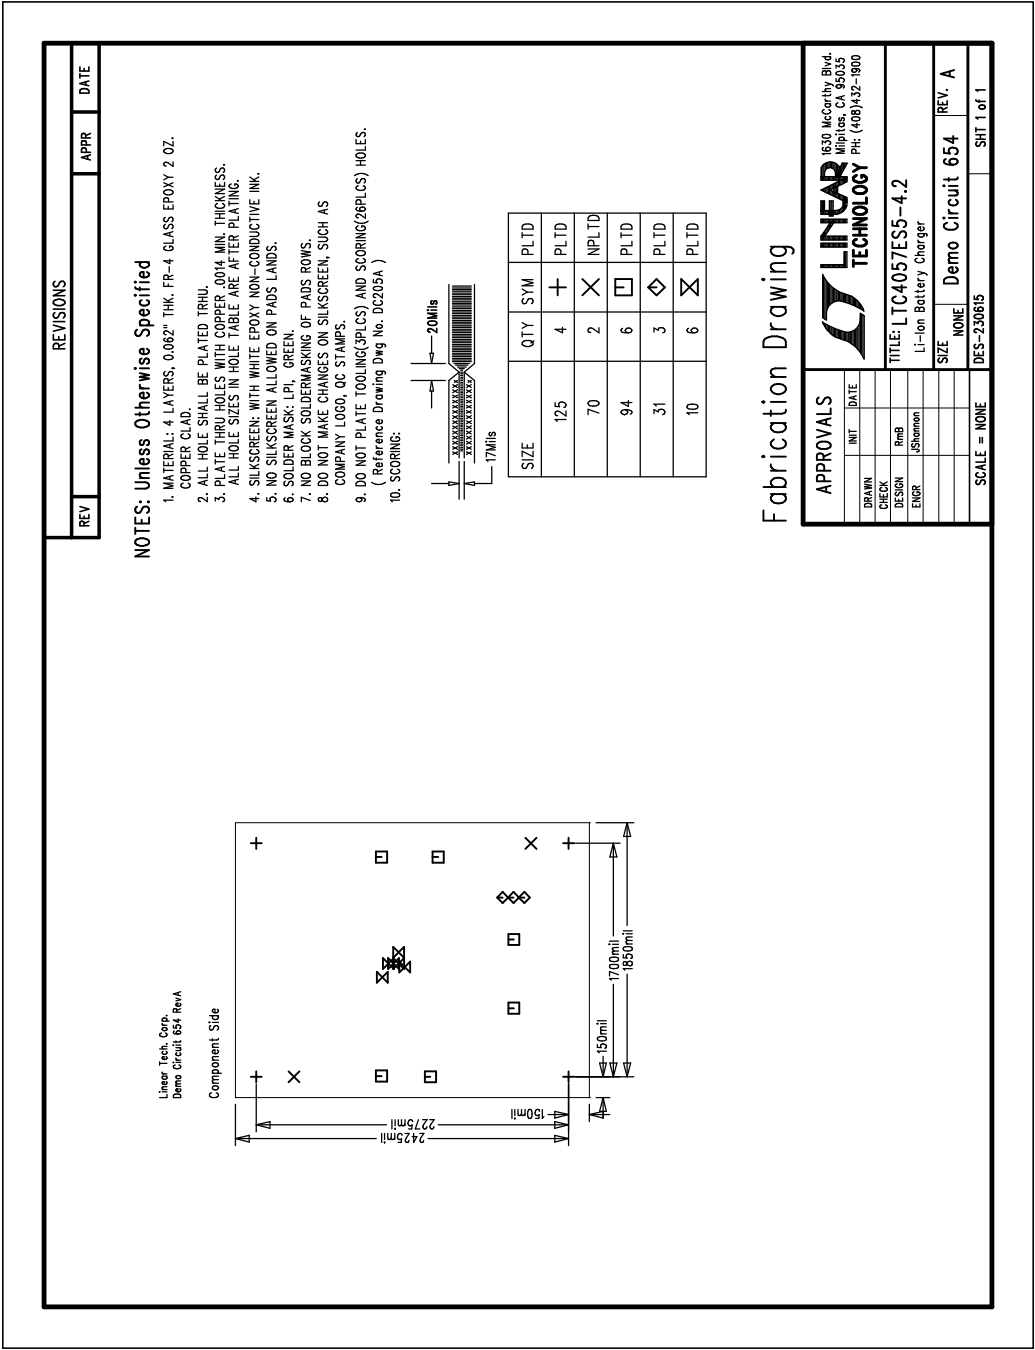 REVISIONS
REV APPR DATE
NOTES: Unless Otherwise Specified
1. MATERIAL: 4 LAYERS, 0.062" THK. FR-4 GLASS EPOXY 2 OZ.
COPPER CLAD.
2. ALL HOLE SHALL BE PLATED TRHU.
3. PLATE THRU HOLES WITH COPPER .0014 MIN. THICKNESS.
ALL HOLE SIZES IN HOLE TABLE ARE AFTER PLATING.
4. SILKSCREEN: WITH WHITE EPOXY NON-CONDUCTIVE INK.
5. NO SILKSCREEN ALLOWED ON PADS LANDS.
6. SOLDER MASK: LPI, GREEN.
7. NO BLOCK SOLDERMASKING OF PADS ROWS.
8. DO NOT MAKE CHANGES ON SILKSCREEN, SUCH AS
COMPANY LOGO, QC STAMPS.
9. DO NOT PLATE TOOLING(3PLCS) AND SCORING(26PLCS) HOLES.
( Reference Drawing Dwg No. DC205A )
10. SCORING:
20Mils
17Mils
SIZE QTY SYM PLTD
125 4 + PLTD
70 2 X NPLTD
94 6 PLTD
31 3 PLTD
10 6 PLTD
Linear Tech. Corp.
Demo Circuit 654 RevA
Component Side
2425mil
2275mil
150mil
150mil
1700mil
1850mil
Fabrication Drawing
APPROVALS
INIT DATE
DRAWN
CHECK
DESIGN RmB
ENGR JShannon
SCALE = NONE
LINEAR
TECHNOLOGY
1630 McCarthy Blvd.
Milpitas, CA 95035
PH: (408)432-1900
TITLE: LTC4057ES5-4.2
Li-Ion Battery Charger
SIZE
NONE
Demo Circuit 654
REV. A
DES-230615
SHT 1 of 1